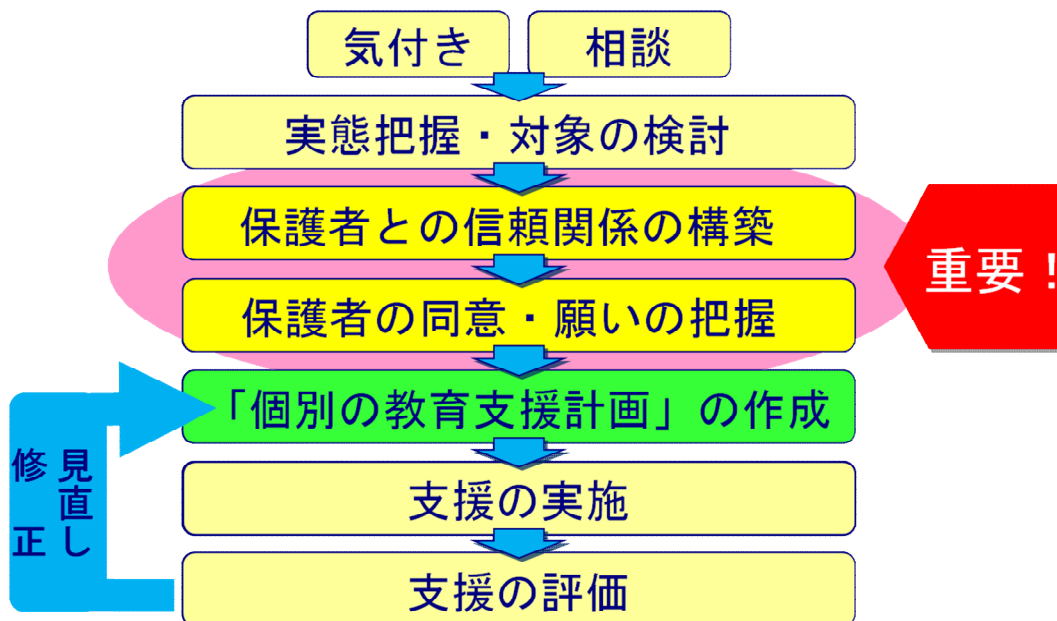 気付き
相談
実態把握・対象の検討
保護者との信頼関係の構築
保護者の同意・願いの把握
重要！
「個別の教育支援計画」の作成
支援の実施
支援の評価
見直し
修正